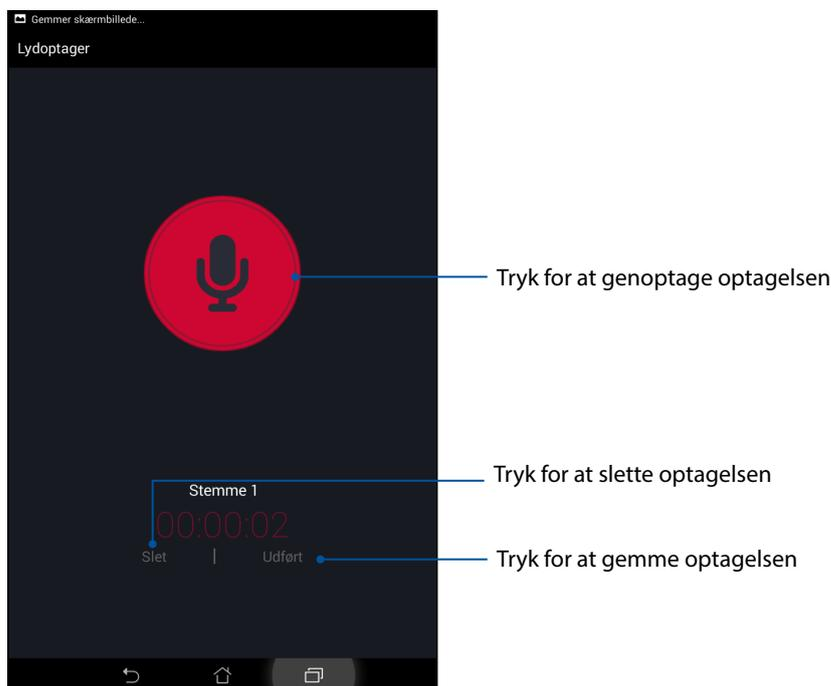 Gemmer skærmbillede...
Lydoptager
Tryk for at genoptage optagelsen
Tryk for at slette optagelsen
Stemme 1
00:00:02
Slet | Udført
Tryk for at gemme optagelsen